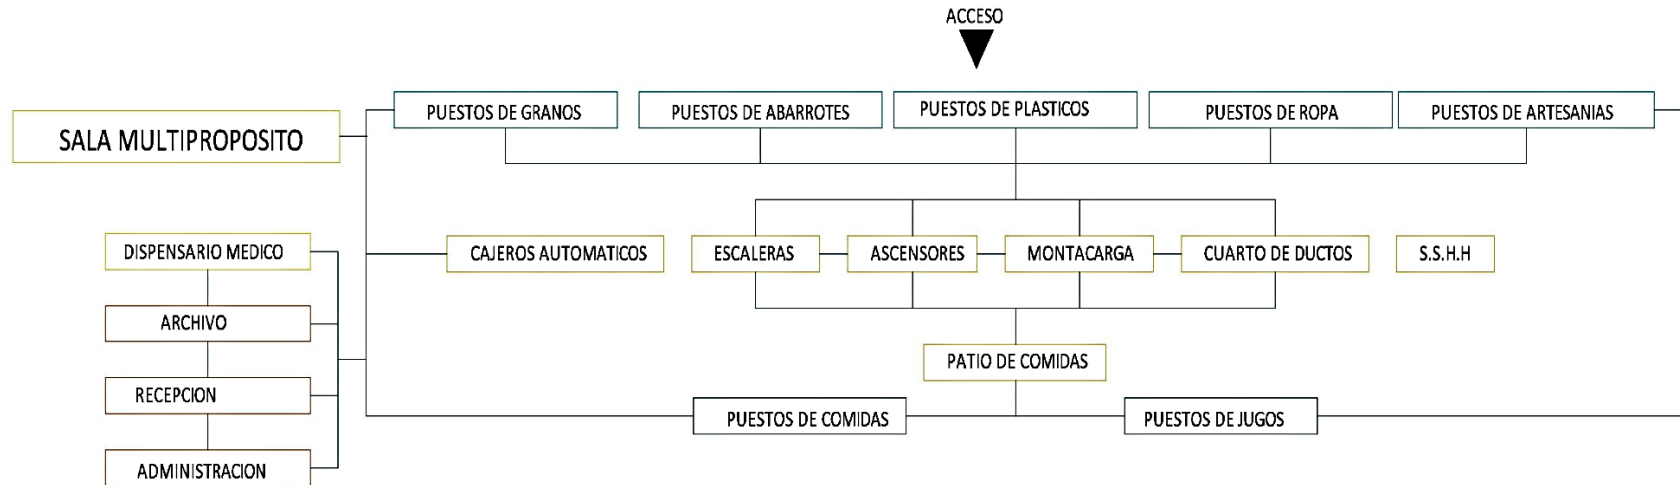 ACCESO
PUESTOS DE GRANOS
PUESTOS DE ABARROTES
PUESTOS DE PLASTICOS
PUESTOS DE ROPA
PUESTOS DE ARTESANIAS
SALA MULTIPROPOSITO
DISPENSARIO MEDICO
CAJEROS AUTOMATICOS
ESCALERAS
ASCENSORES
MONTACARGA
CUARTO DE DUCTOS
S.S.H.H
ARCHIVO
PATIO DE COMIDAS
RECEPCION
PUESTOS DE COMIDAS
PUESTOS DE JUGOS
ADMINISTRACION